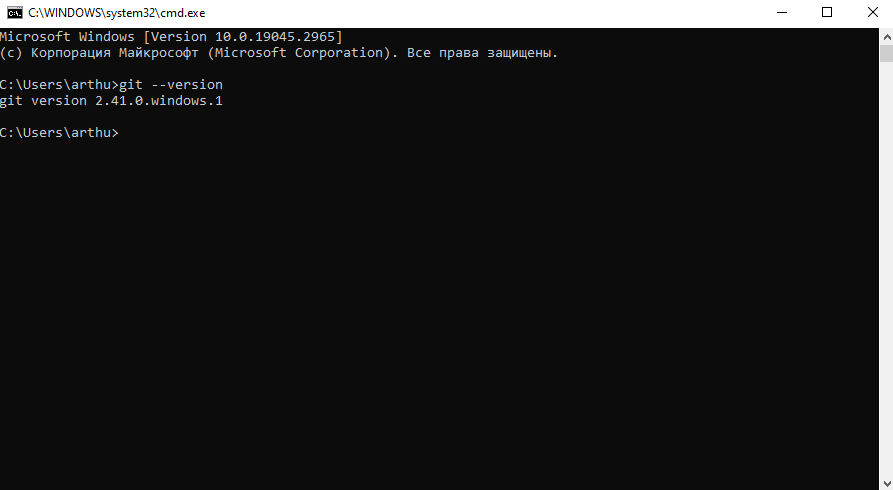 C:\WINDOWS\system32\cmd.exe
Microsoft Windows [Version 10.0.19045.2965]
(c) Корпорация Майкрософт (Microsoft Corporation). Все права защищены.
C:\Users\arthu>git --version
git version 2.41.0.windows.1
C:\Users\arthu>